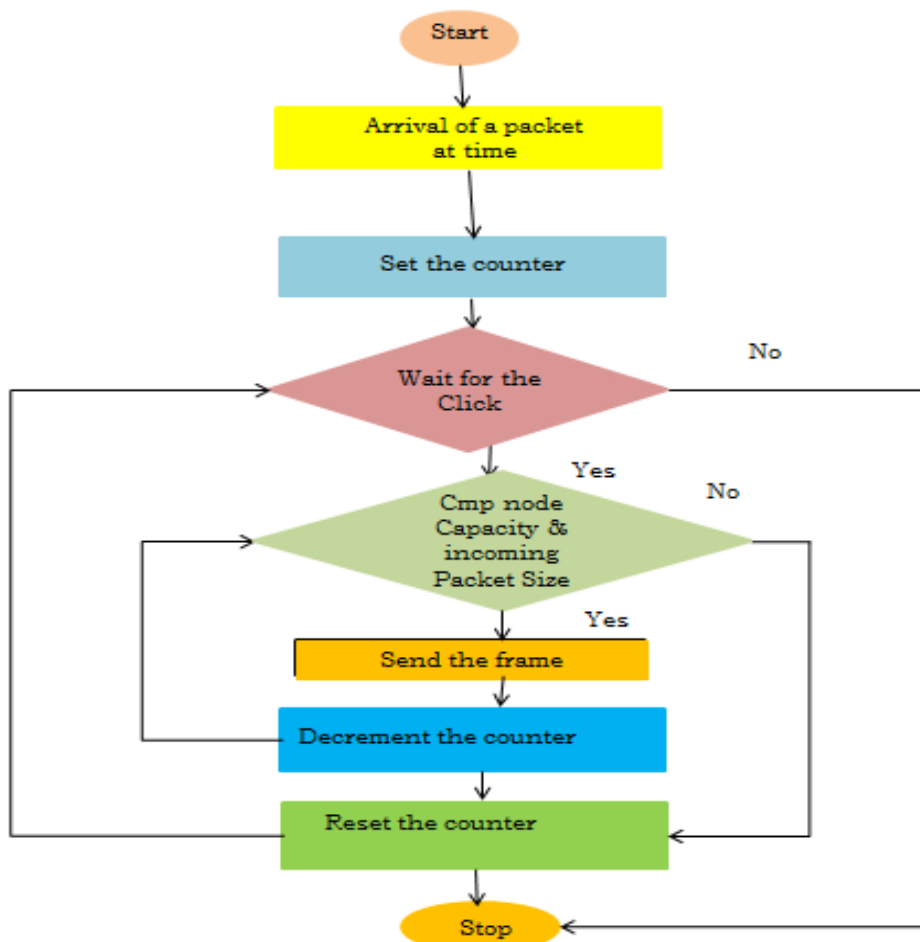 Start
Arrival of a packet
at time
Set the counter
No
Wait for the
Click
Yes
No
Cmp node
Capacity &
incoming
Packet Size
Yes
Send the frame
Decrement the counter
Reset the counter
Stop